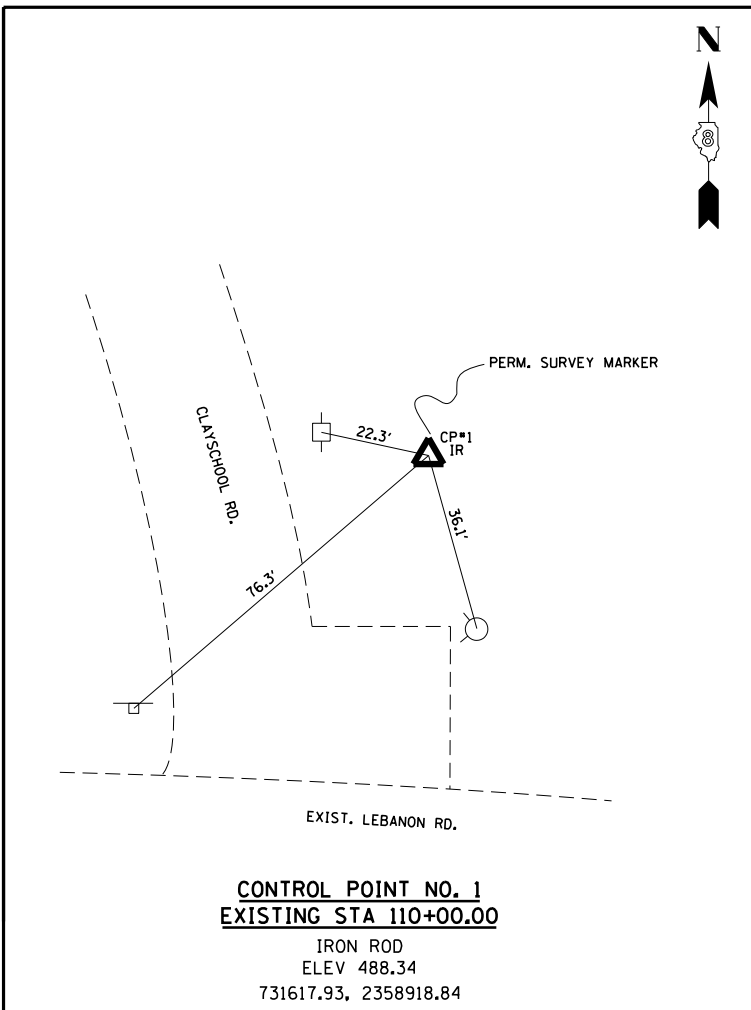 N
8
PERM. SURVEY MARKER
CP#1
IR
22.3'
CLAYSCHOOL RD.
36.1'
76.3'
EXIST. LEBANON RD.
CONTROL POINT NO. 1
EXISTING STA 110+00.00
IRON ROD
ELEV 488.34
731617.93, 2358918.84